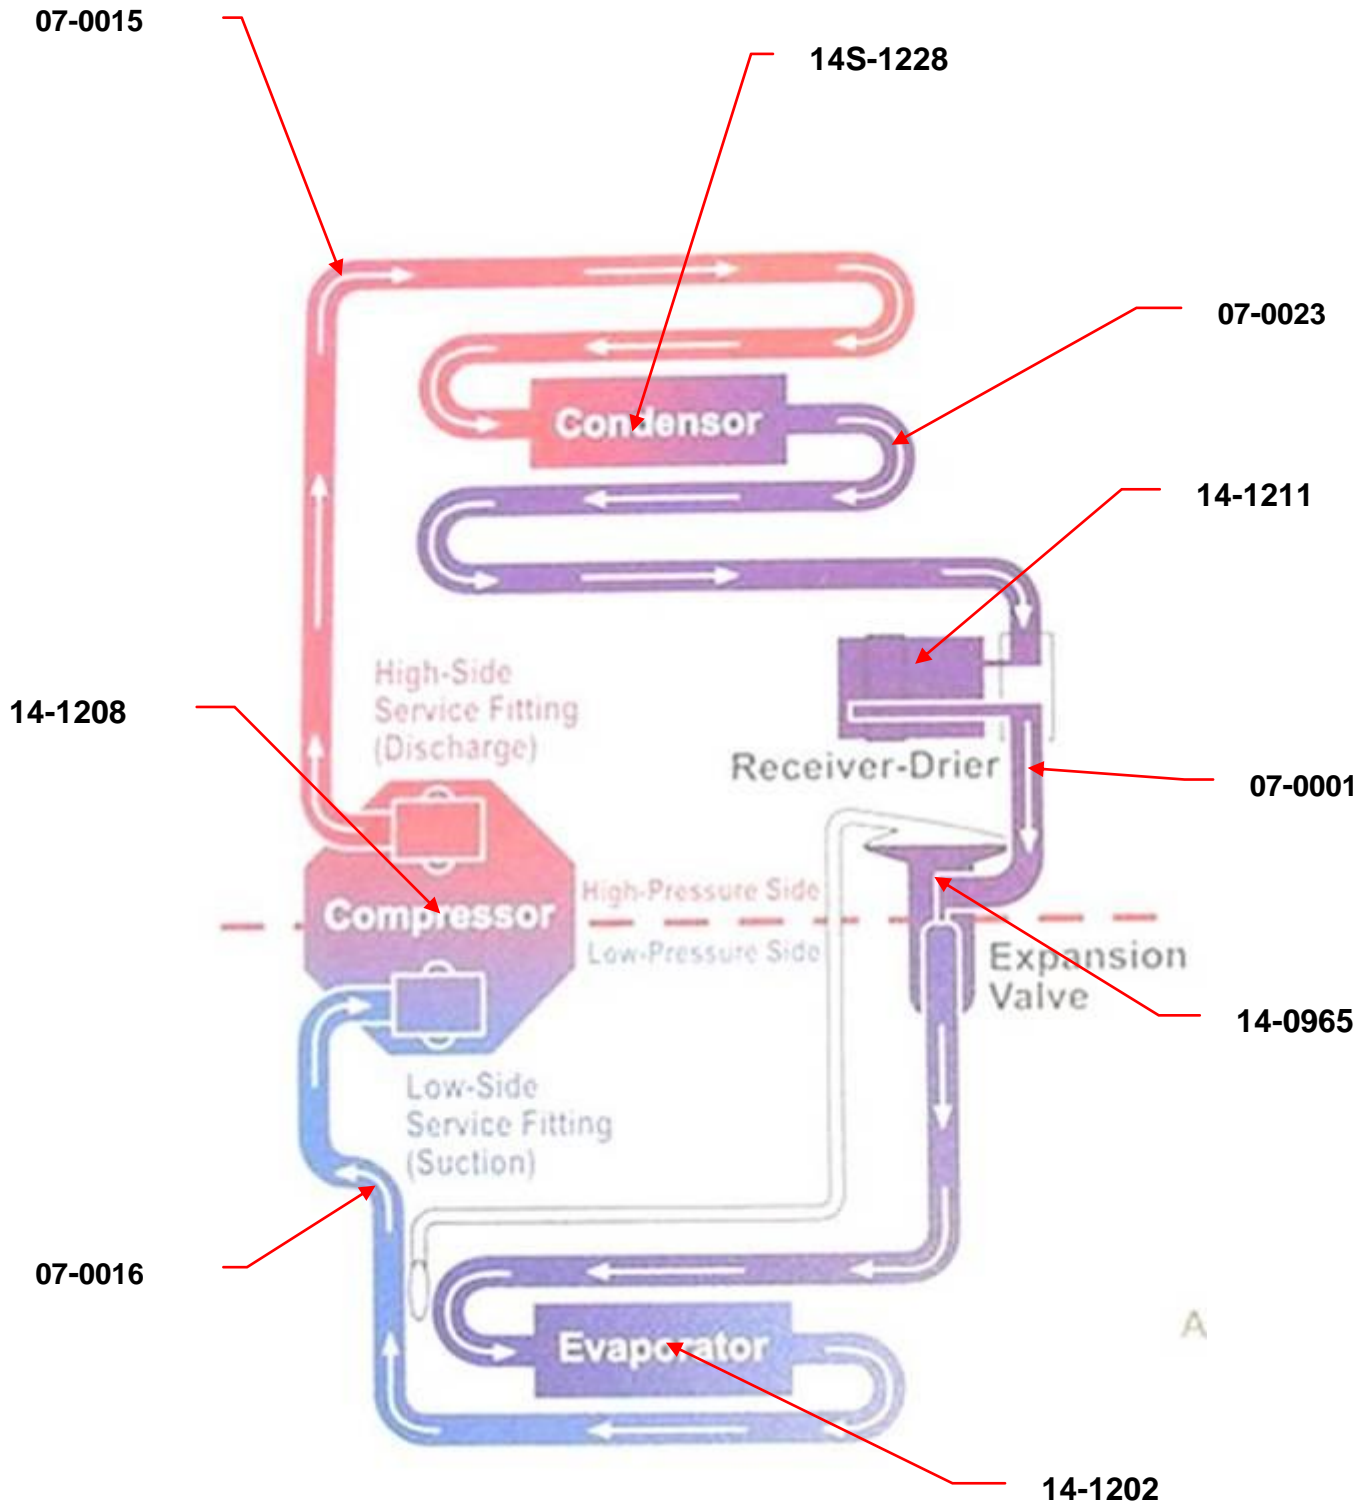 07-0015
14S-1228
07-0023
Condensor
14-1211
High-Side
Service Fitting
(Discharge)
14-1208
Receiver-Drier
07-0001
High-Pressure Side
Compressor
Low-Pressure Side
Expansion
Valve
14-0965
Low-Side
Service Fitting
(Suction)
07-0016
A
Evaporator
14-1202